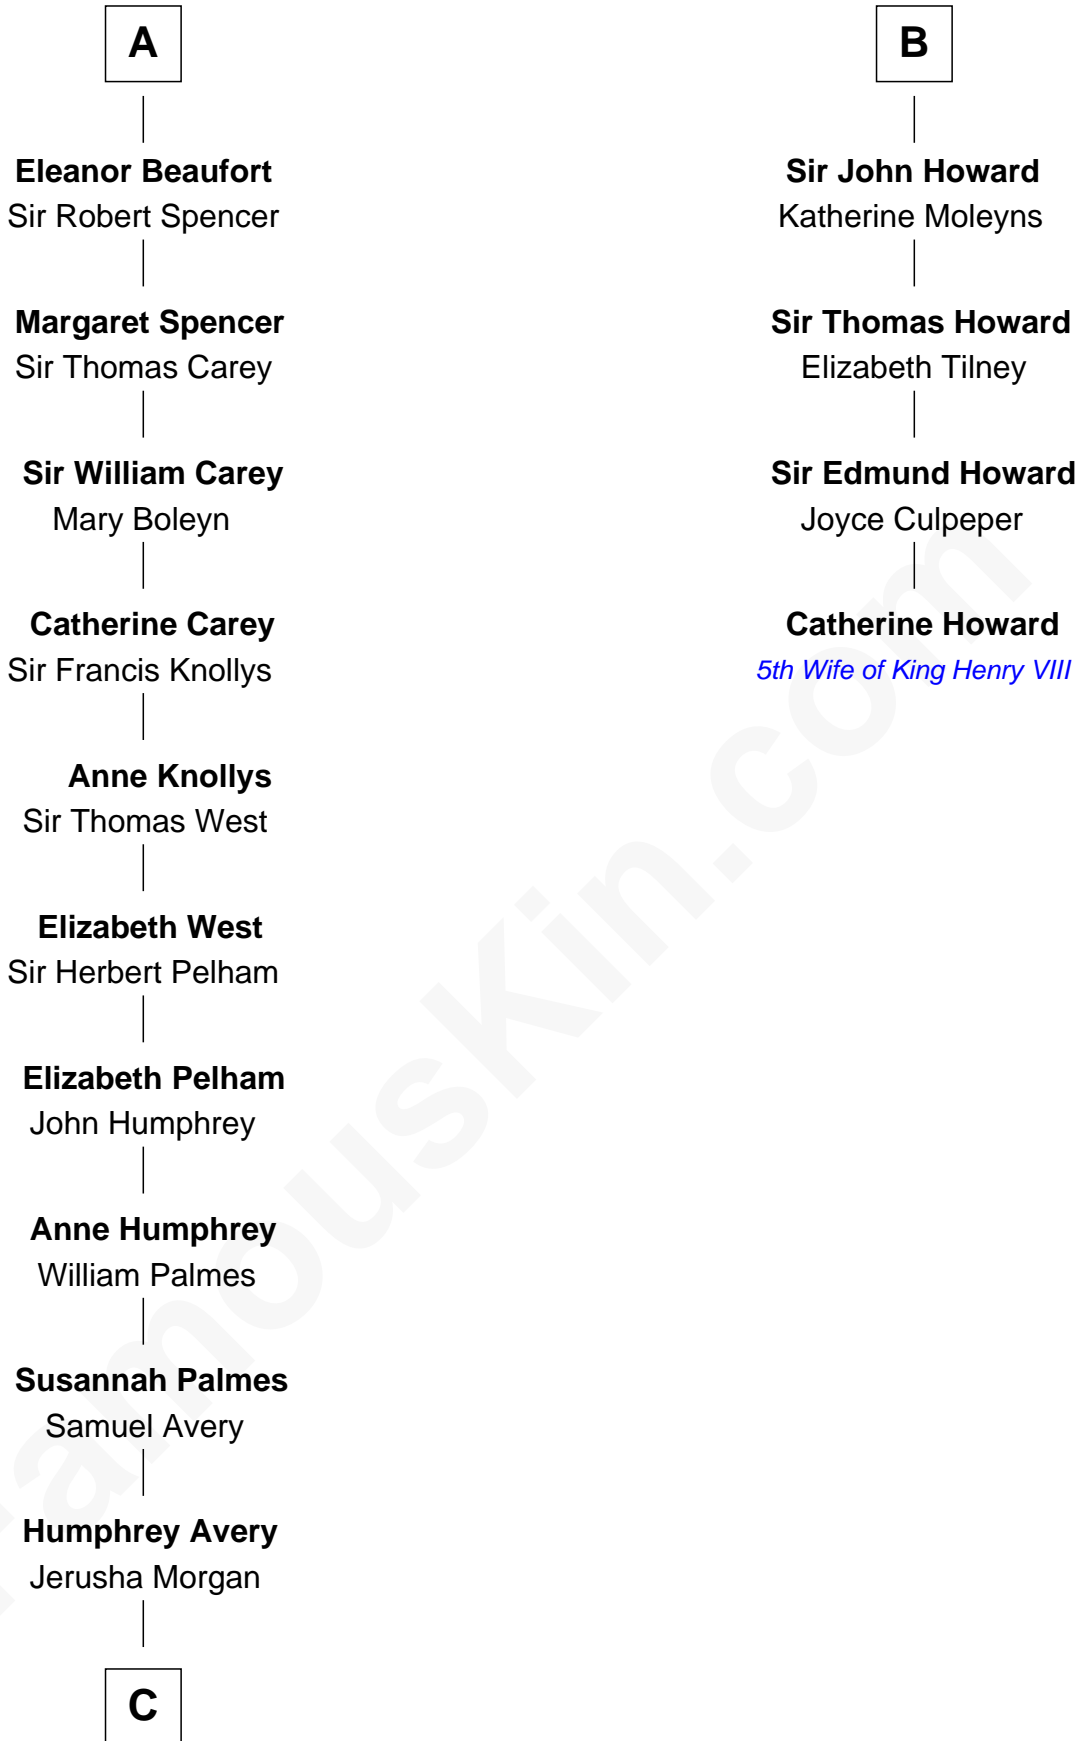 A
Eleanor Beaufort
Sir Robert Spencer
Margaret Spencer
Sir Thomas Carey
Sir William Carey
Mary Boleyn
Catherine Carey
Sir Francis Knollys
Anne Knollys
Sir Thomas West
Elizabeth West
Sir Herbert Pelham
Elizabeth Pelham
John Humphrey
Anne Humphrey
William Palmes
Susannah Palmes
Samuel Avery
Humphrey Avery
Jerusha Morgan
C
B
Sir John Howard
Katherine Moleyns
Sir Thomas Howard
Elizabeth Tilney
Sir Edmund Howard
Joyce Culpeper
Catherine Howard
5th Wife of King Henry VIII
FamousKin.com